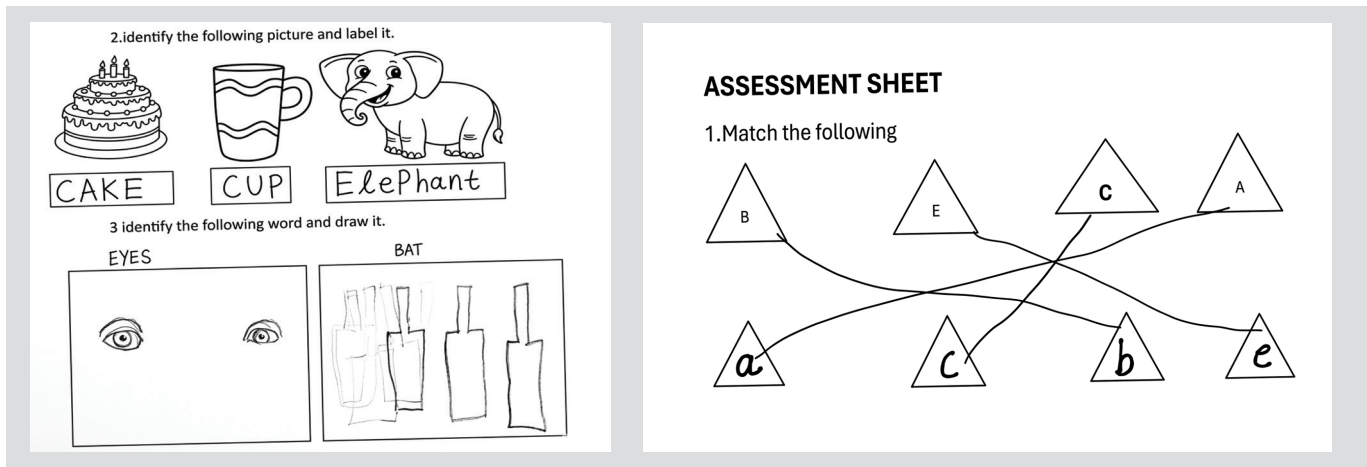 2.identify the following picture and label it.
CAKE CUP ElePhant
3 identify the following word and draw it.
EYES BAT
ASSESSMENT SHEET
1.Match the following
B E C A
a c b e